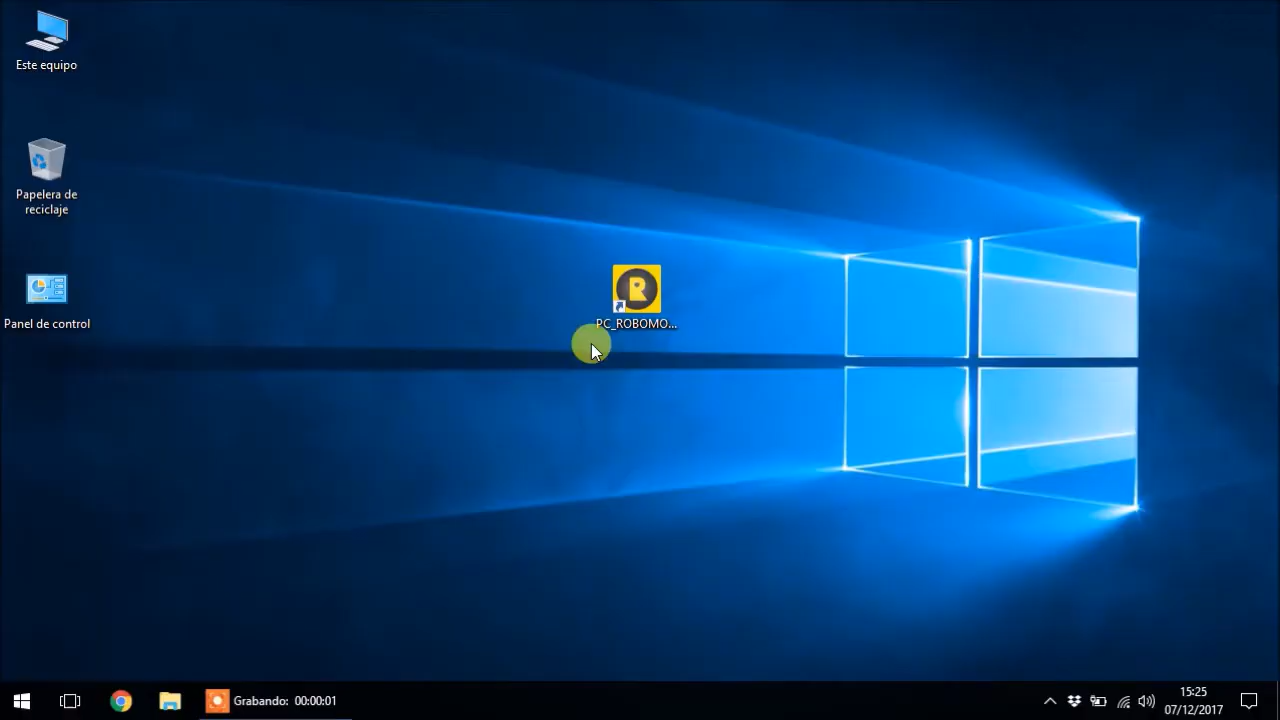 Este equipo
Papelera de
reciclaje
Panel de control
R
PC_ROBOMO...
Grabando: 00:00:01
15:25
07/12/2017